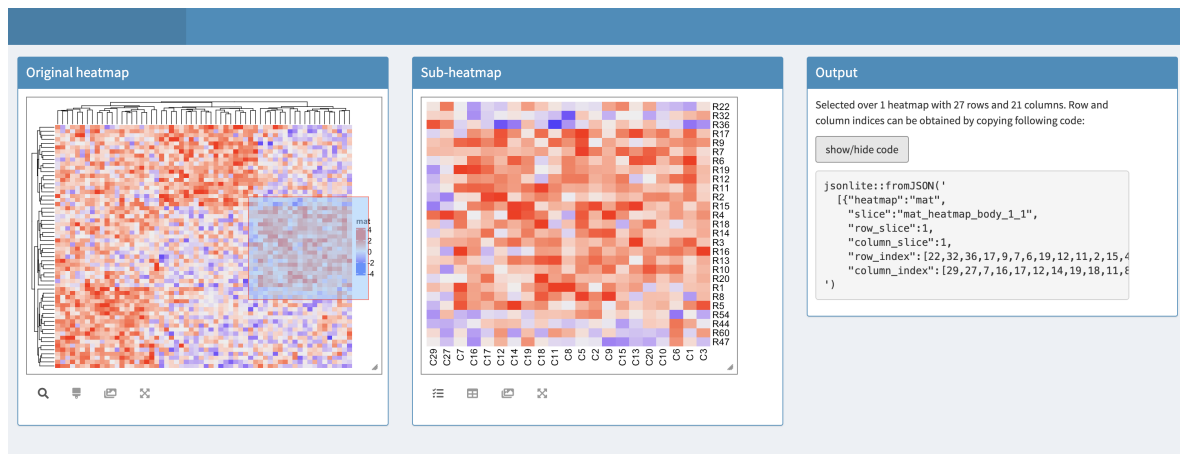 Original heatmap
mat
4
2
0
-2
-4
Sub-heatmap
R22
R32
R36
R17
R9
R7
R6
R19
R12
R11
R2
R15
R4
R18
R14
R3
R16
R13
R10
R20
R1
R8
R5
R54
R44
R60
R47
C29 C27 C7 C16 C17 C12 C14 C19 C18 C11 C8 C5 C2 C9 C15 C13 C20 C10 C6 C1 C3
Output
Selected over 1 heatmap with 27 rows and 21 columns. Row and
column indices can be obtained by copying following code:
show/hide code
jsonlite::fromJSON('
[{"heatmap":"mat",
"slice":"mat_heatmap_body_1_1",
"row_slice":1,
"column_slice":1,
"row_index":[22,32,36,17,9,7,6,19,12,11,2,15,4
"column_index":[29,27,7,16,17,12,14,19,18,11,8
')